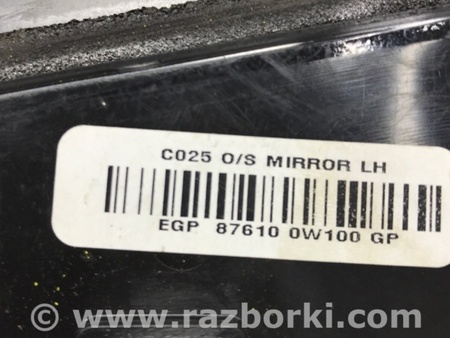 C025 O/S MIRROR LH
EGP 87610 0W100 GP
© www.razborki.com